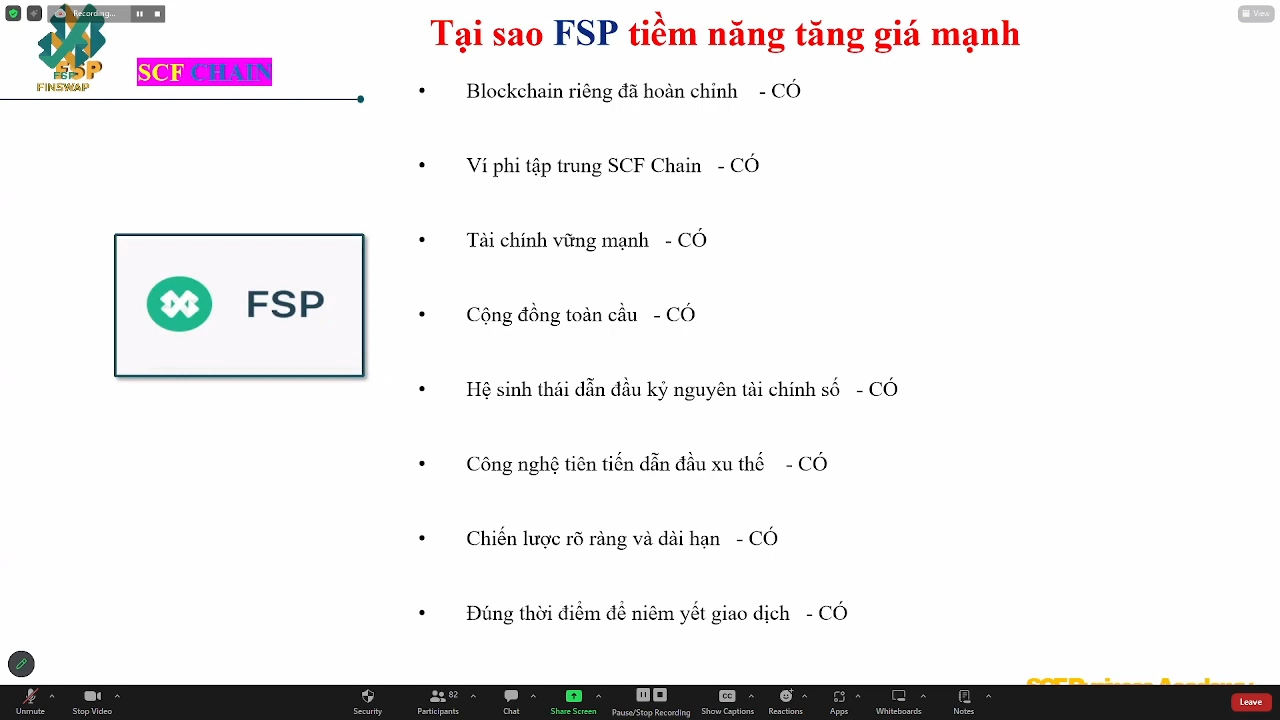 Recording...
View
Tại sao FSP tiềm năng tăng giá mạnh
FSP
FSP
FINSWAP
SCF CHAIN
• Blockchain riêng đã hoàn chỉnh - CÓ
• Ví phi tập trung SCF Chain - CÓ
• Tài chính vững mạnh - CÓ
FSP
• Cộng đồng toàn cầu - CÓ
• Hệ sinh thái dẫn đầu kỷ nguyên tài chính số - CÓ
• Công nghệ tiên tiến dẫn đầu xu thế - CÓ
• Chiến lược rõ ràng và dài hạn - CÓ
• Đúng thời điểm để niêm yết giao dịch - CÓ
Unmute
Stop Video
Security
Participants
82
Chat
Share Screen
Pause/Stop Recording
Show Captions
Reactions
Apps
Whiteboards
Notes
Leave